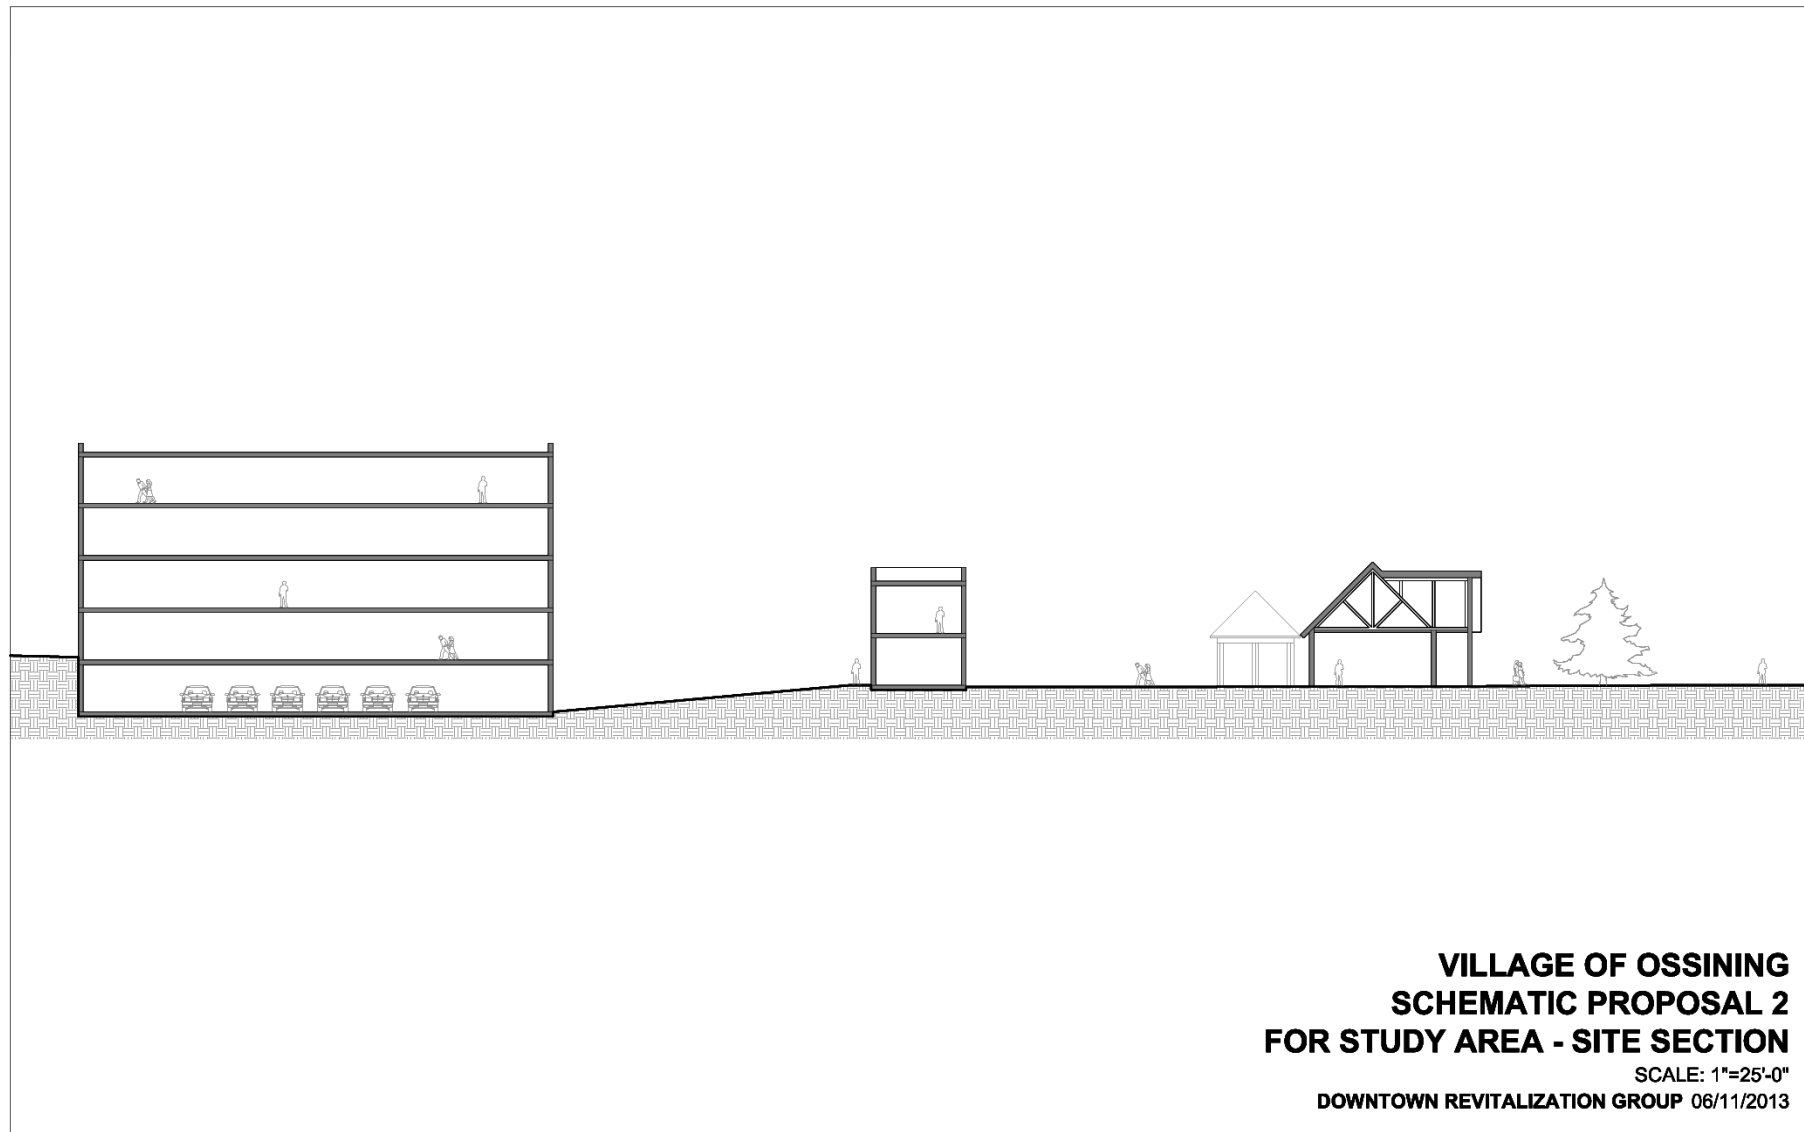 VILLAGE OF OSSINING
SCHEMATIC PROPOSAL 2
FOR STUDY AREA - SITE SECTION
SCALE: 1"=25'-0"
DOWNTOWN REVITALIZATION GROUP 06/11/2013